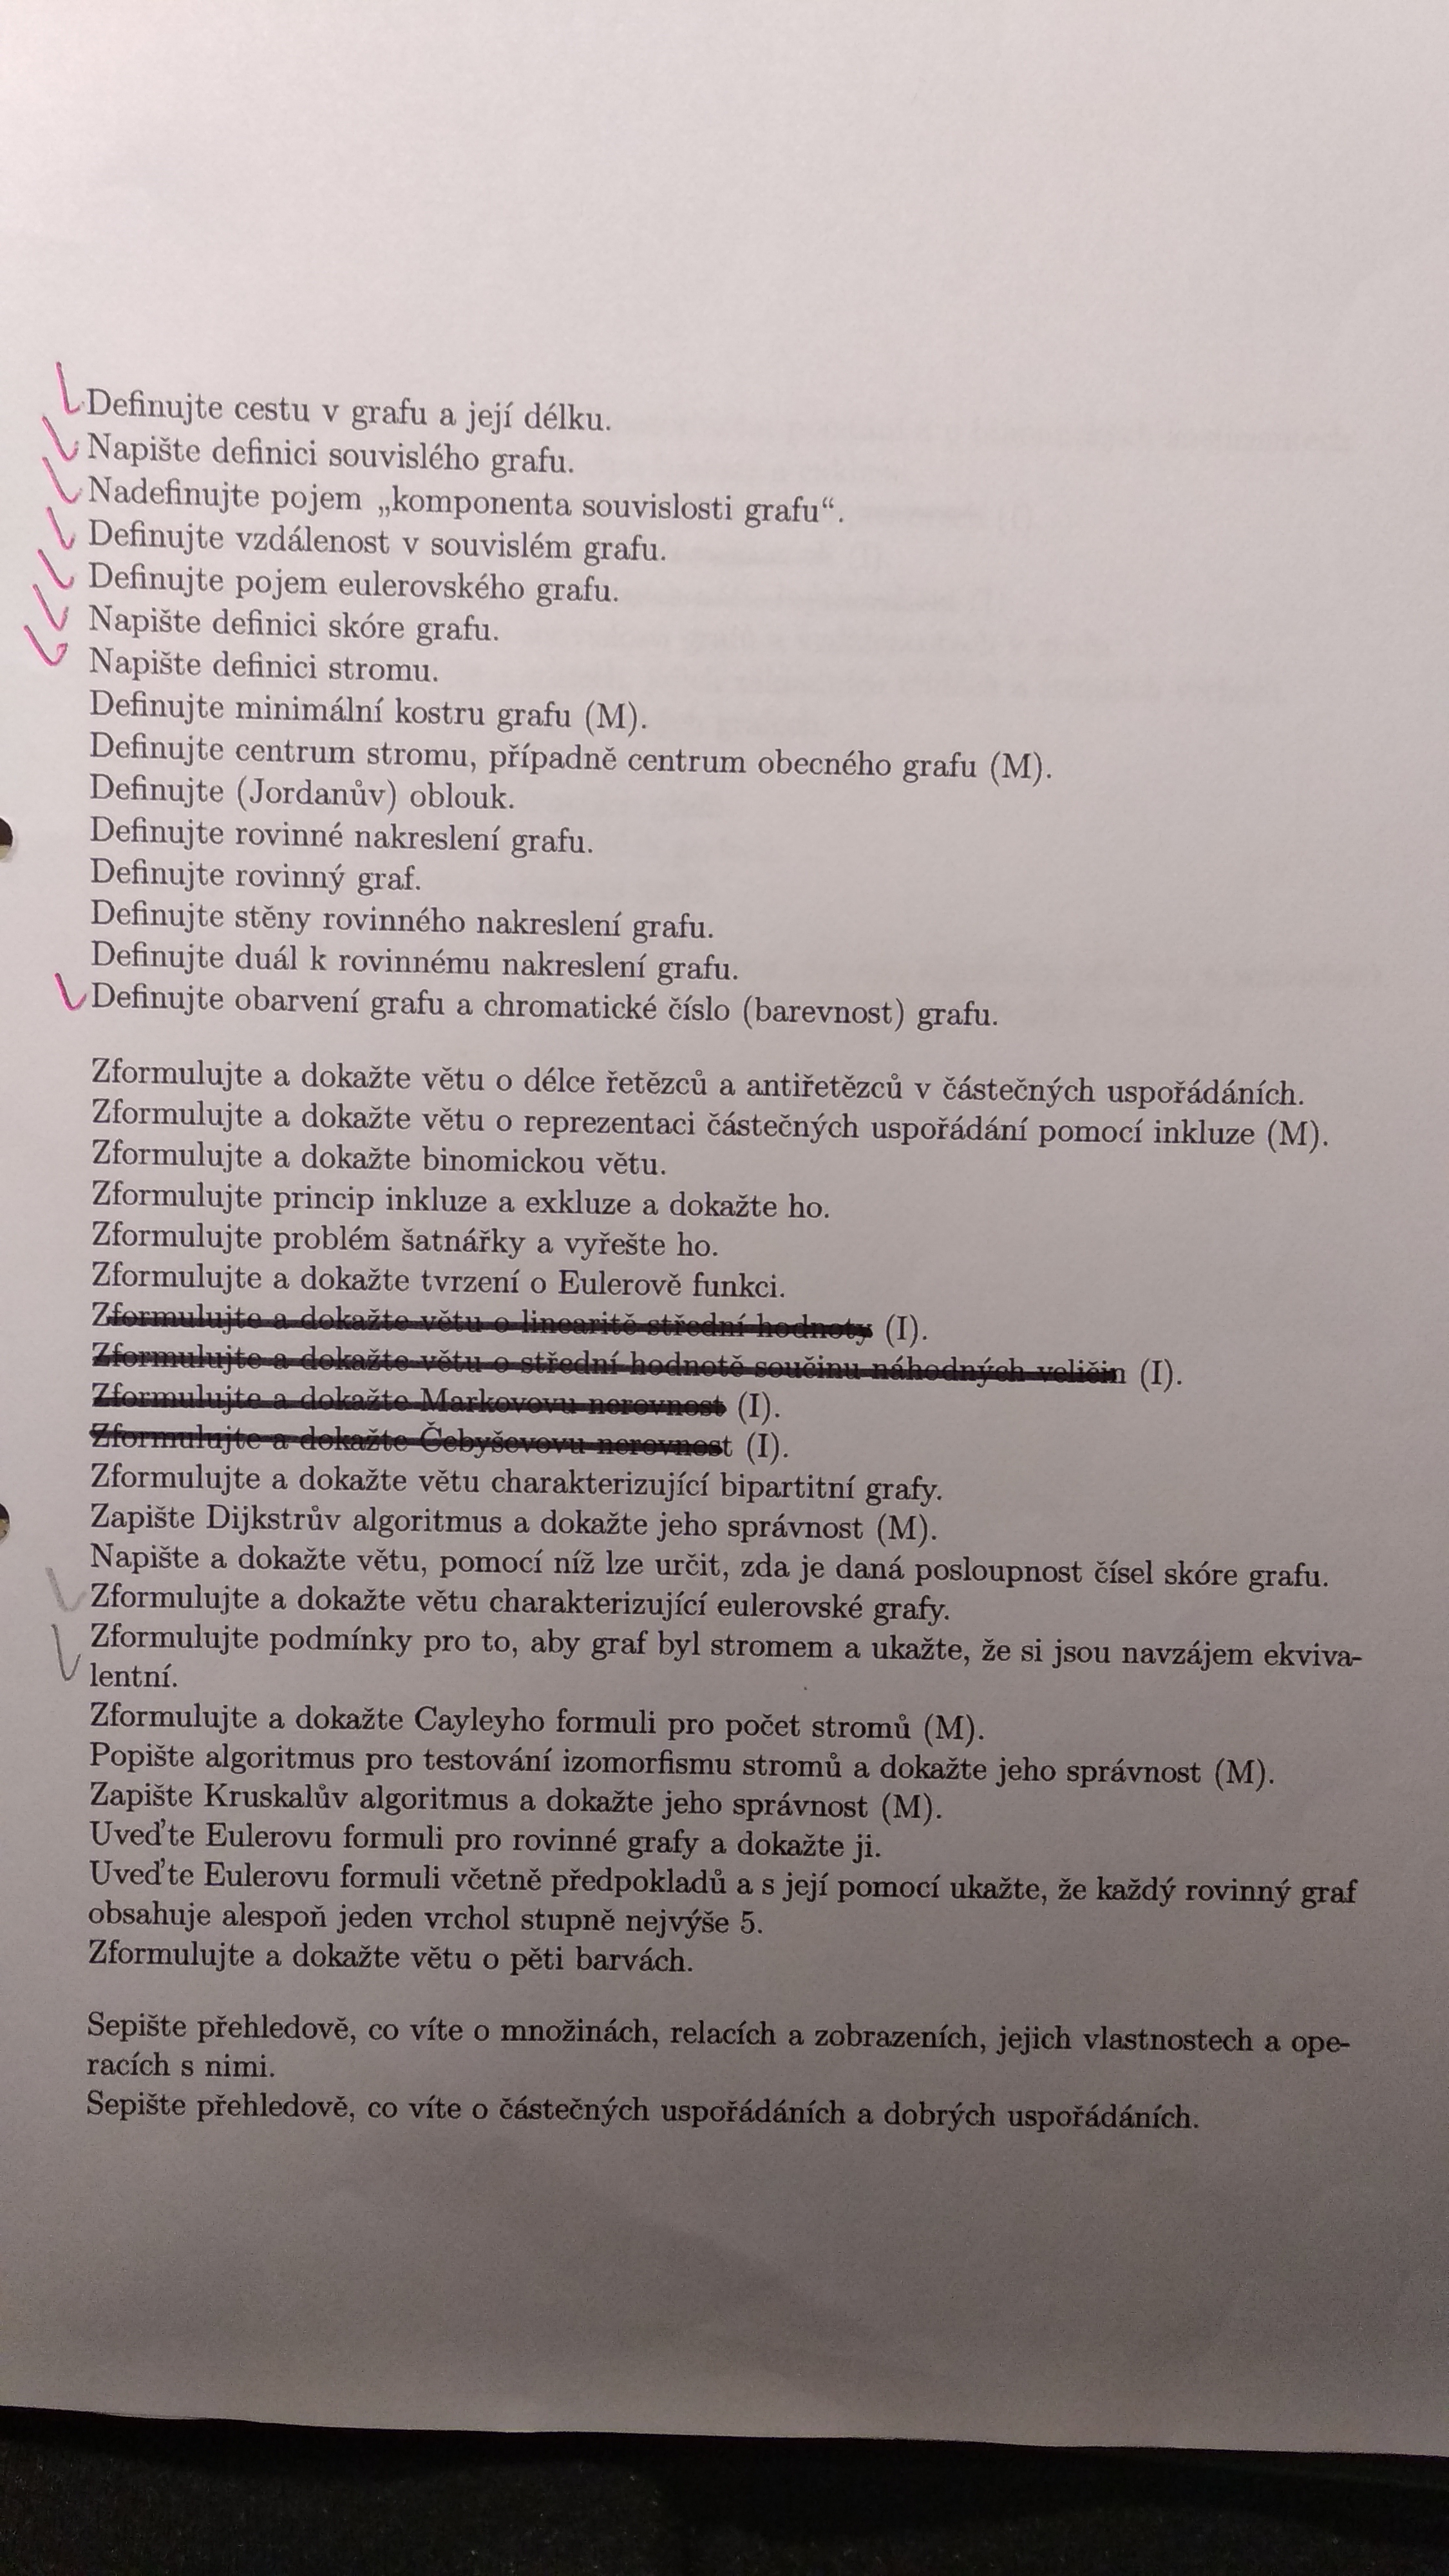 Definujte cestu v grafu a její délku.
Napište definici souvislého grafu.
Nadefinujte pojem „komponenta souvislosti grafu“.
Definujte vzdálenost v souvislém grafu.
Definujte pojem eulerovského grafu.
Napište definici skóre grafu.
Napište definici stromu.
Definujte minimální kostru grafu (M).
Definujte centrum stromu, případně centrum obecného grafu (M).
Definujte (Jordanův) oblouk.
Definujte rovinné nakreslení grafu.
Definujte rovinný graf.
Definujte stěny rovinného nakreslení grafu.
Definujte duál k rovinnému nakreslení grafu.
Definujte obarvení grafu a chromatické číslo (barevnost) grafu.
Zformulujte a dokažte větu o délce řetězců a antiřetězců v částečných uspořádáních.
Zformulujte a dokažte větu o reprezentaci částečných uspořádání pomocí inkluze (M).
Zformulujte a dokažte binomickou větu.
Zformulujte princip inkluze a exkluze a dokažte ho.
Zformulujte problém šatnářky a vyřešte ho.
Zformulujte a dokažte tvrzení o Eulerově funkci.
Zformulujte a dokažte větu o linearitě střední hodnoty (I).
Zformulujte a dokažte větu o střední hodnotě součinu náhodných veličin (I).
Zformulujte a dokažte Markovovu nerovnost (I).
Zformulujte a dokažte Čebyševovu nerovnost (I).
Zformulujte a dokažte větu charakterizující bipartitní grafy.
Zapište Dijkstrův algoritmus a dokažte jeho správnost (M).
Napište a dokažte větu, pomocí níž lze určit, zda je daná posloupnost čísel skóre grafu.
Zformulujte a dokažte větu charakterizující eulerovské grafy.
Zformulujte podmínky pro to, aby graf byl stromem a ukažte, že si jsou navzájem ekviva-
lentní.
Zformulujte a dokažte Cayleyho formuli pro počet stromů (M).
Popište algoritmus pro testování izomorfismu stromů a dokažte jeho správnost (M).
Zapište Kruskalův algoritmus a dokažte jeho správnost (M).
Uveďte Eulerovu formuli pro rovinné grafy a dokažte ji.
Uveďte Eulerovu formuli včetně předpokladů a s její pomocí ukažte, že každý rovinný graf
obsahuje alespoň jeden vrchol stupně nejvýše 5.
Zformulujte a dokažte větu o pěti barvách.
Sepište přehledově, co víte o množinách, relacích a zobrazeních, jejich vlastnostech a ope-
racích s nimi.
Sepište přehledově, co víte o částečných uspořádáních a dobrých uspořádáních.